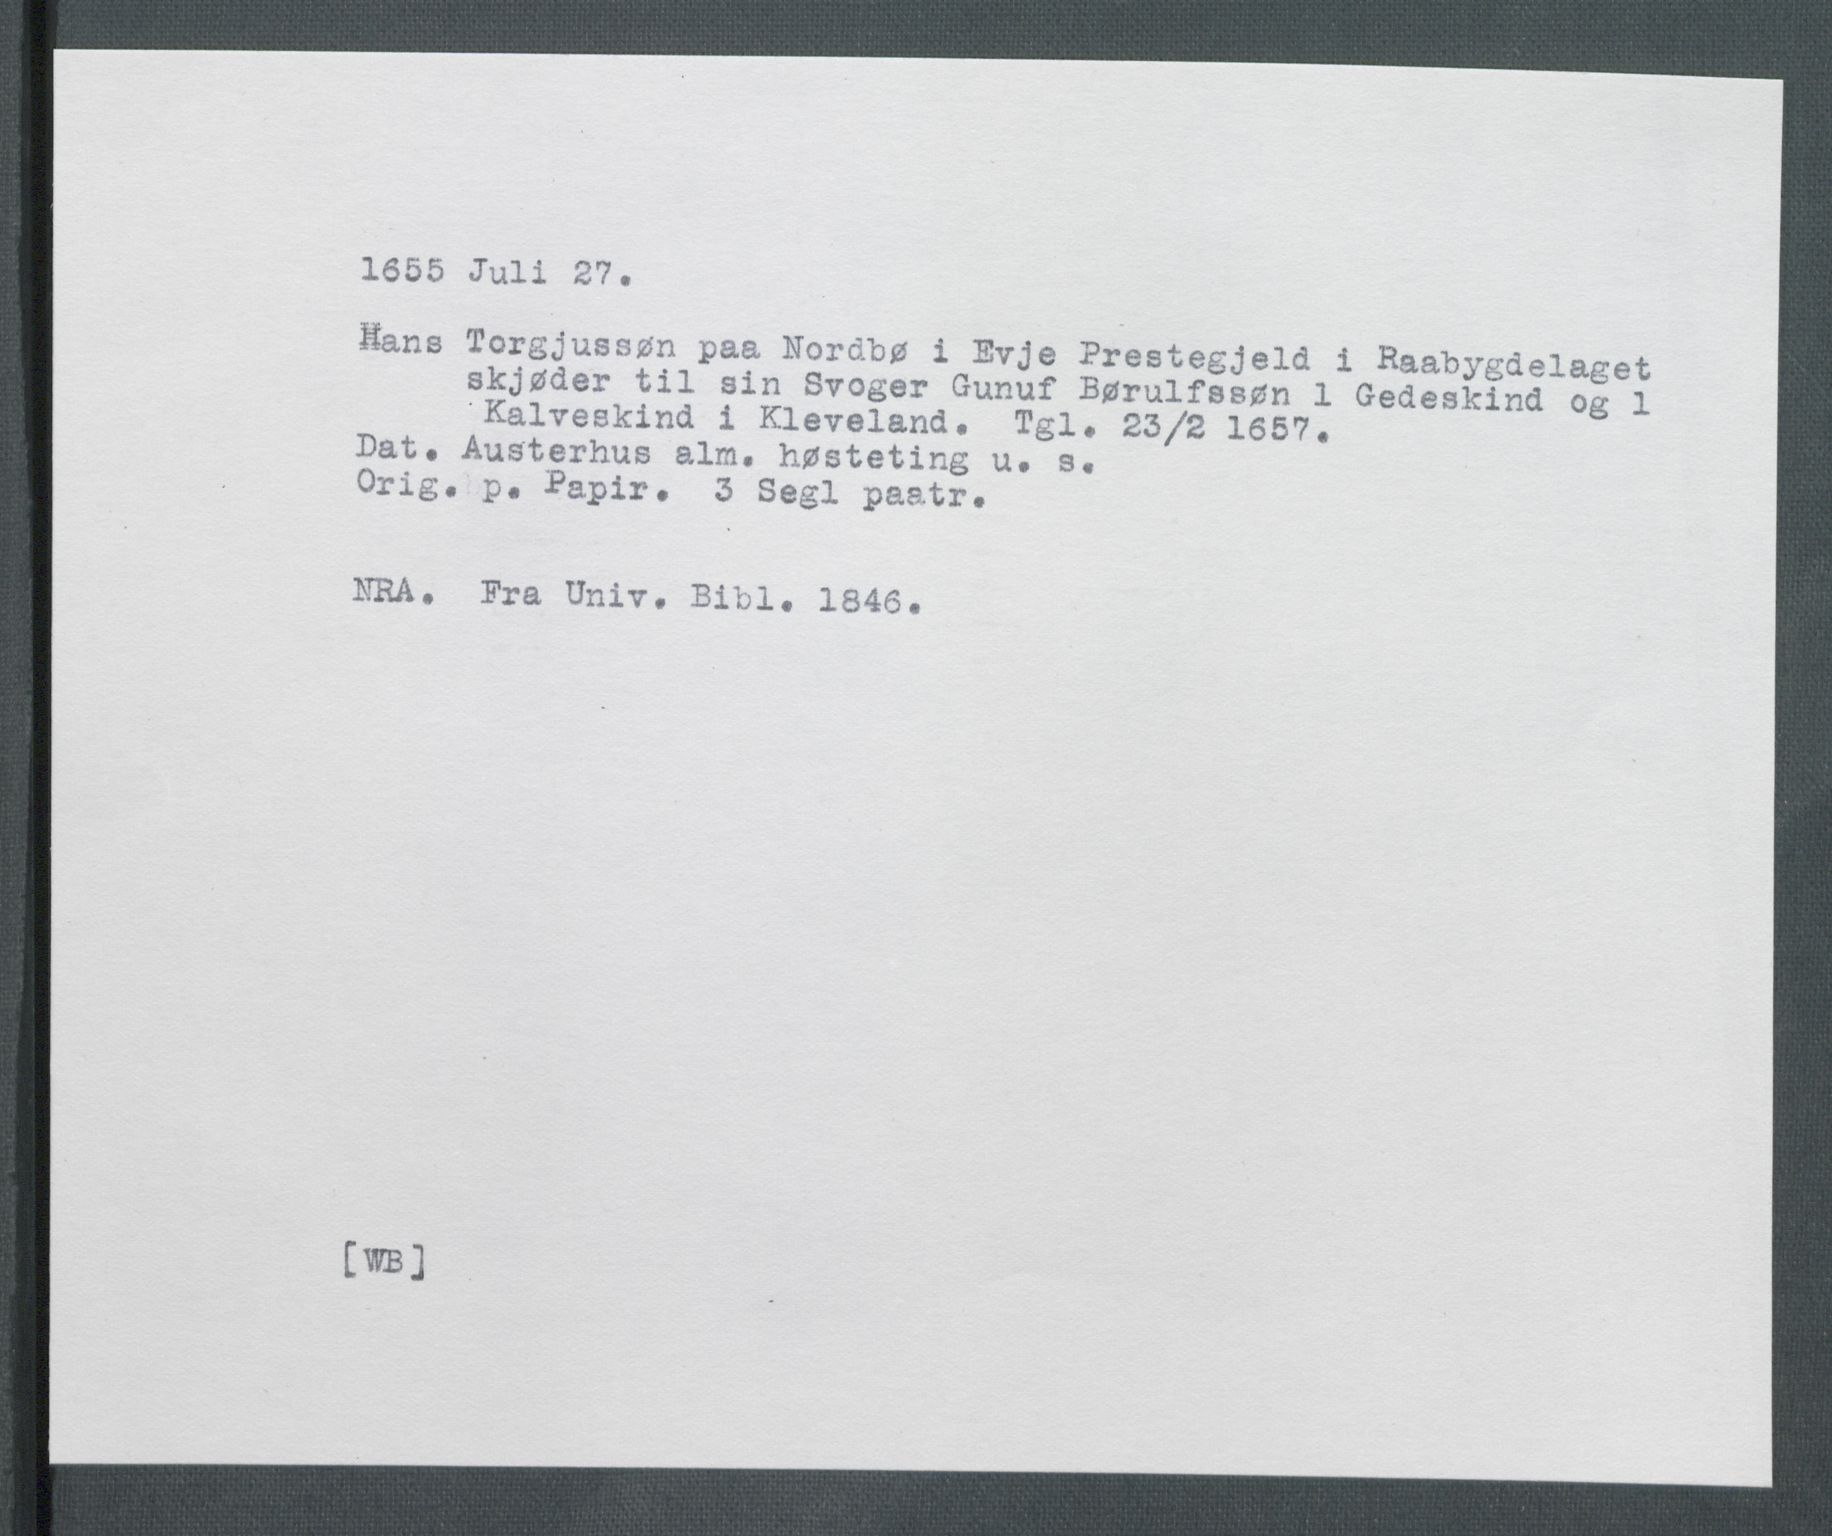 1655 Juli 27.
Hans Torgjussøn paa Nordbø i Evje Prestegjeld i Raabygdelaget
skjøder til sin Svoger Gunuf Børulfssøn 1 Gedeskind og 1
Kalveskind i Kleveland. Tgl. 23/2 1657.
Dat. Austerhus alm. høsteting u. s.
Orig. p. Papir. 3 Segl paatr.
NRA. Fra Univ. Bibl. 1846.
[WB]